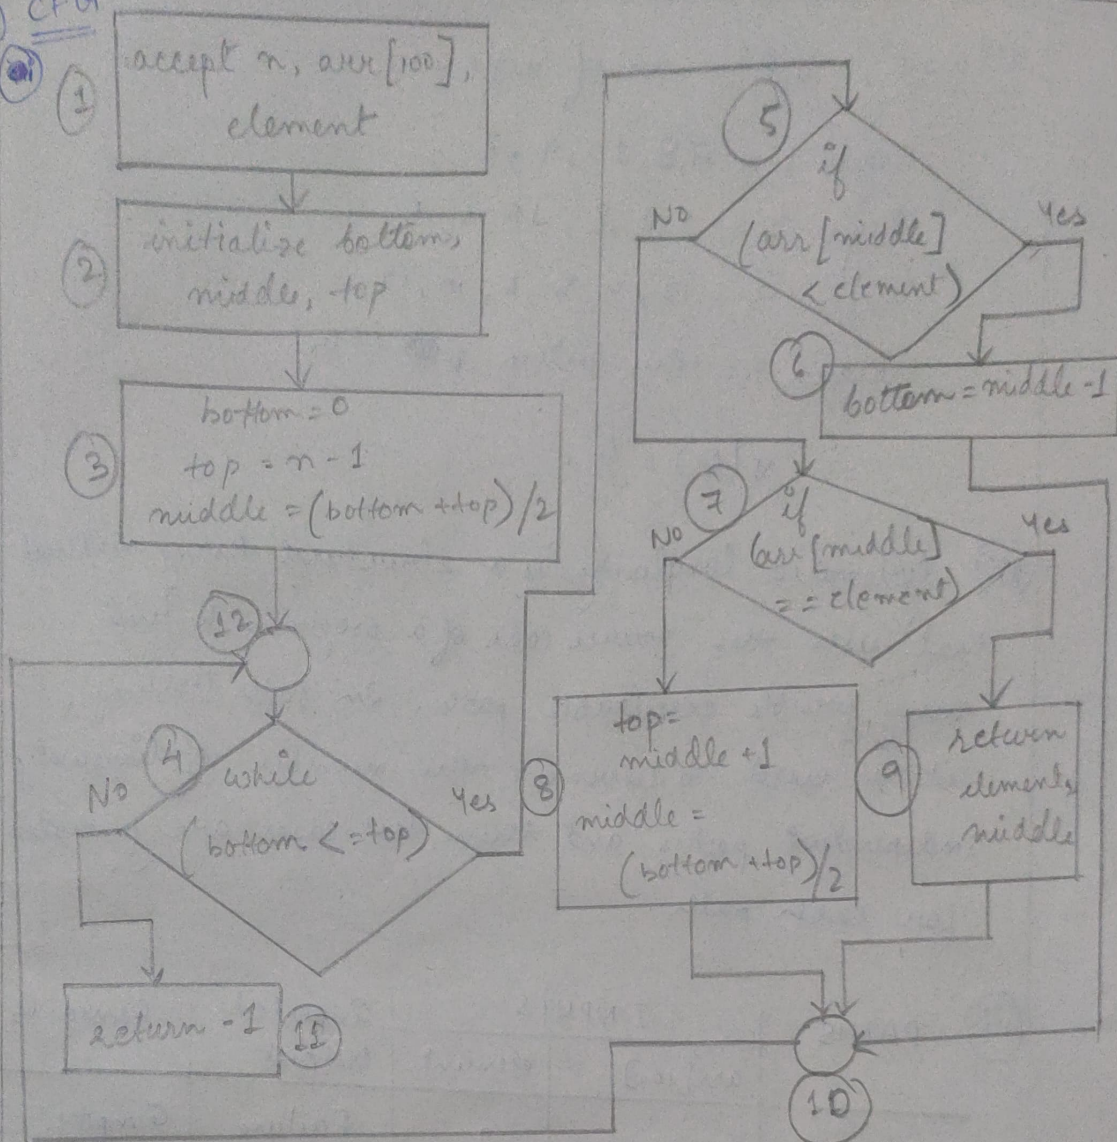 CFG
1
accept n, arr[100],
element
2
initialize bottom,
middle, top
3
bottom = 0
top = n - 1
middle = (bottom + top)/2
12
4
while
(bottom <= top)
NO
Yes
return -1
11
5
if
(arr[middle]
< element)
NO
Yes
6
bottom = middle - 1
7
if
(arr[middle]
== element)
NO
Yes
8
top =
middle + 1
middle =
(bottom + top)/2
9
return
element,
middle
10